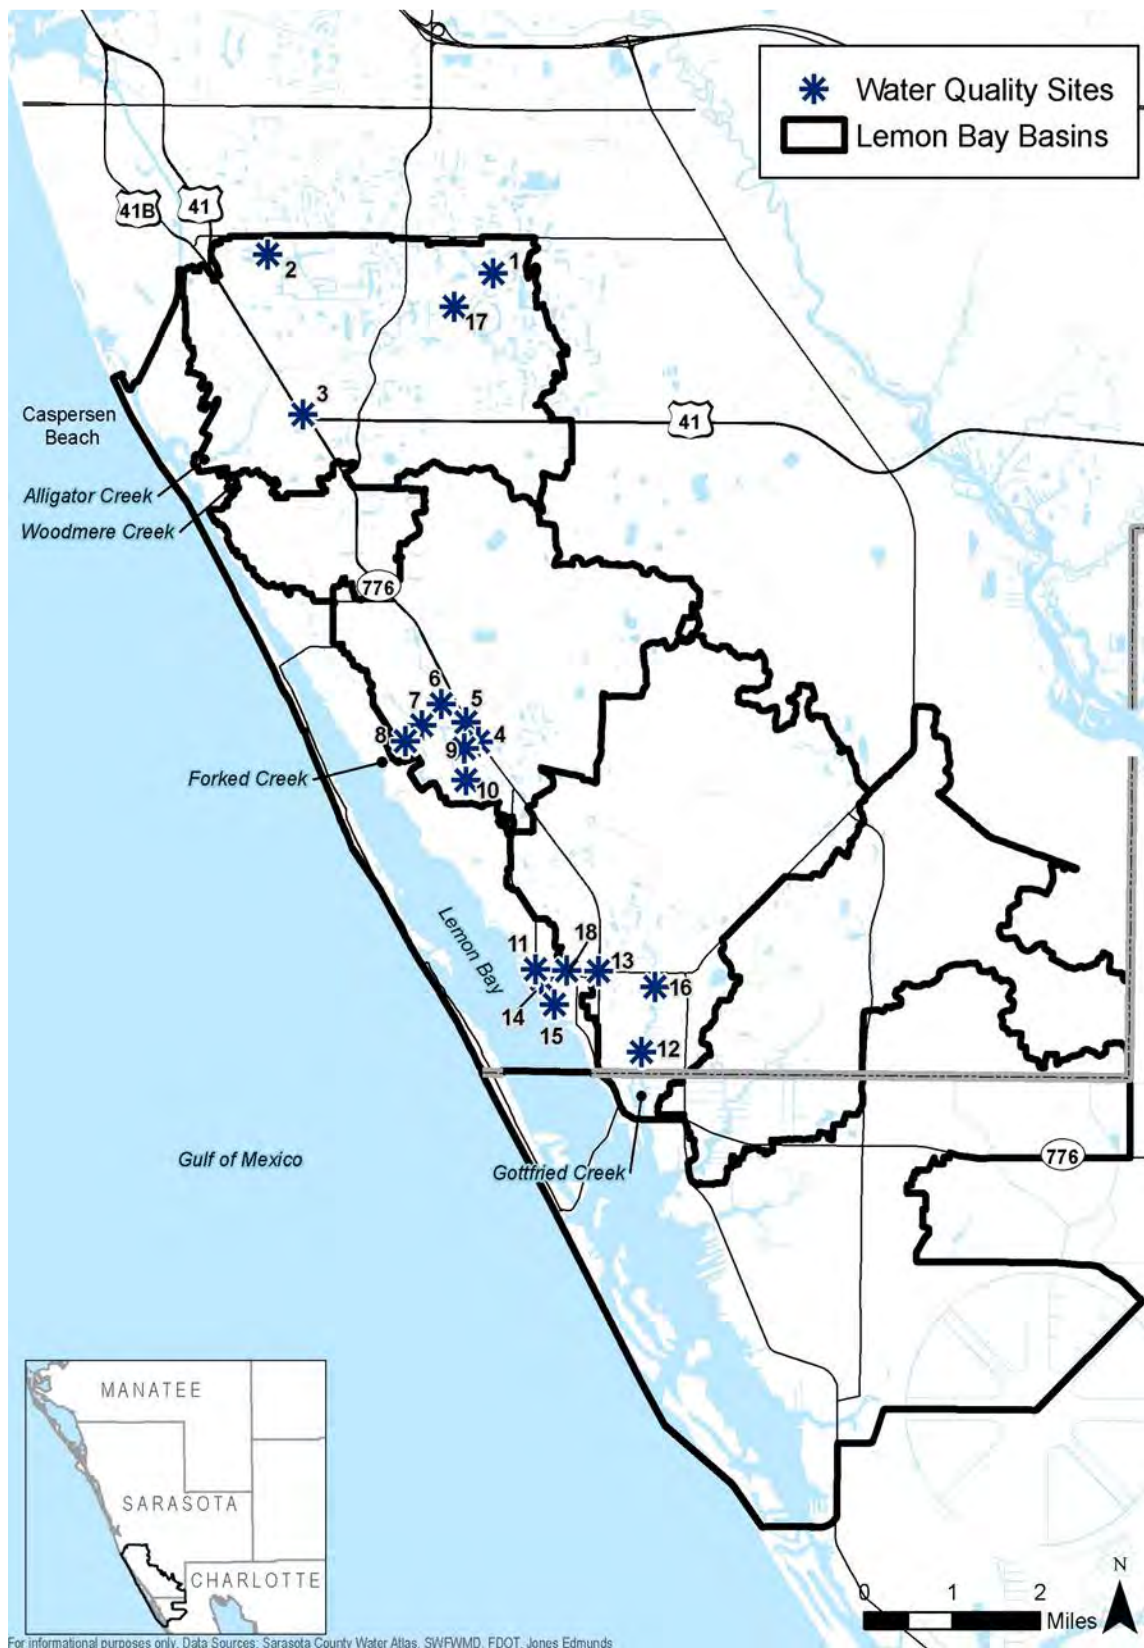 Water Quality Sites
Lemon Bay Basins
41B
41
2
1
17
3
41
Caspersen
Beach
Alligator Creek
Woodmere Creek
776
6
5
7
8
4
9
10
Forked Creek
Lemon Bay
11
18
13
16
14
15
12
Gulf of Mexico
Gottfried Creek
776
MANATEE
SARASOTA
CHARLOTTE
N
0 1 2
Miles
For informational purposes only. Data Sources: Sarasota County Water Atlas, SWFWMD, FDOT, Jones Edmunds